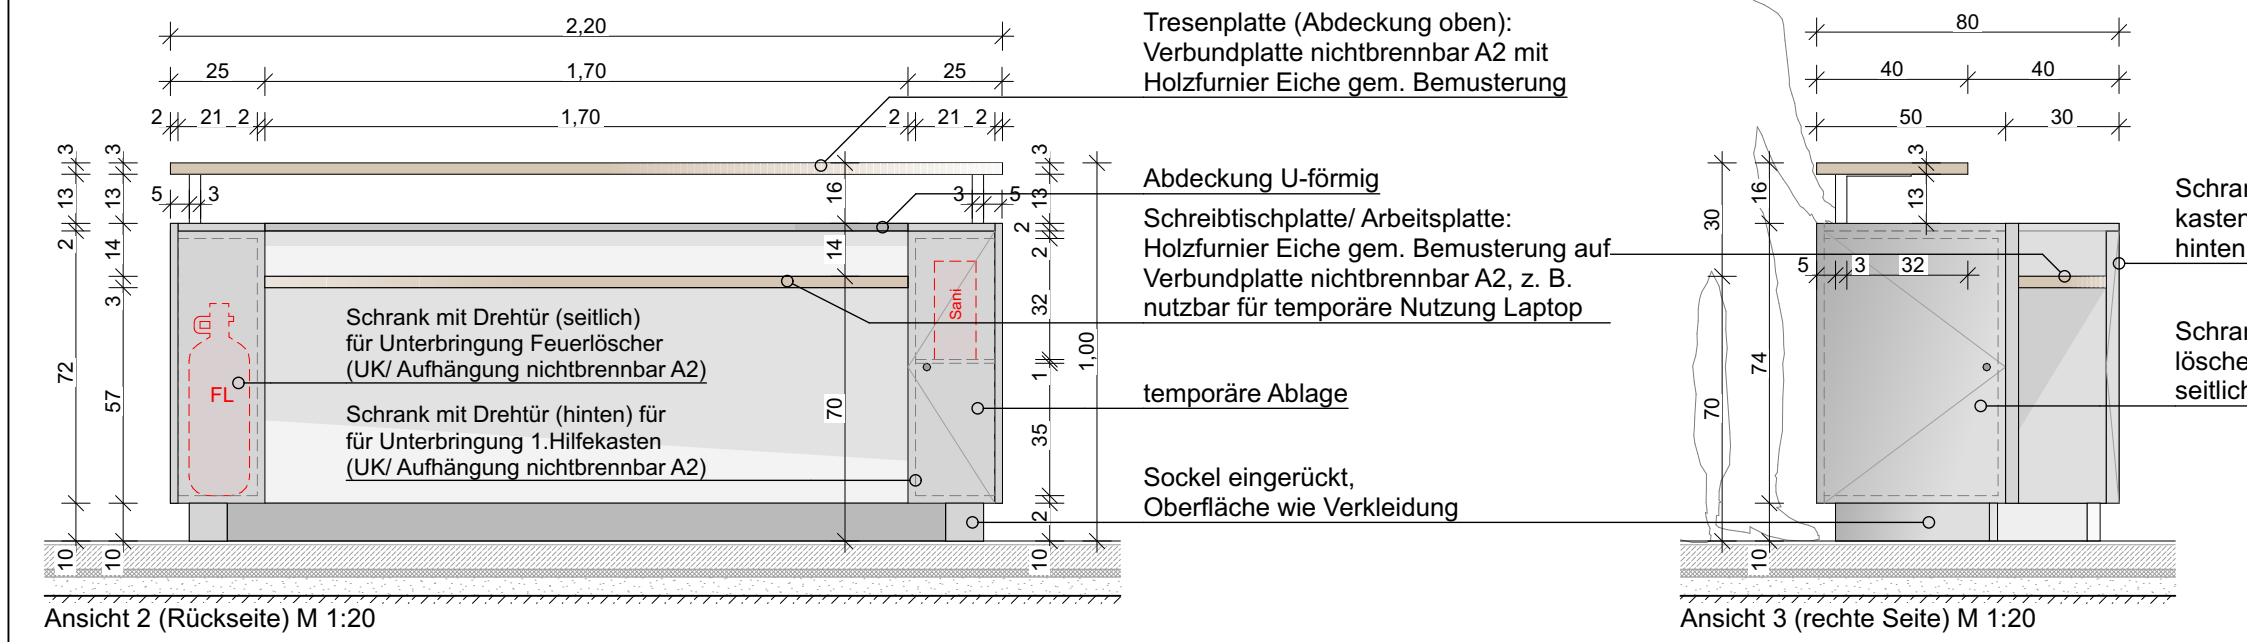 2,20
25 1,70 25
2 21 2 1,70 2 21 2
3 3 3
13 13 5 3 16 3 5 13
2 14 14 2 2
3
72 57 70 32 1 35 2 1,00
10 10 10
Tresenplatte (Abdeckung oben):
Verbundplatte nichtbrennbar A2 mit
Holzfurnier Eiche gem. Bemusterung
Abdeckung U-förmig
Schreibtischplatte/ Arbeitsplatte:
Holzfurnier Eiche gem. Bemusterung auf
Verbundplatte nichtbrennbar A2, z. B.
nutzbar für temporäre Nutzung Laptop
temporäre Ablage
Sockel eingerückt,
Oberfläche wie Verkleidung
Schrank mit Drehtür (seitlich)
für Unterbringung Feuerlöscher
(UK/ Aufhängung nichtbrennbar A2)
Schrank mit Drehtür (hinten) für
für Unterbringung 1.Hilfekasten
(UK/ Aufhängung nichtbrennbar A2)
FL
Sani
Ansicht 2 (Rückseite) M 1:20
80
40 40
50 30
3
30 16 13
5 3 32
70 74
10
Schran
kasten
hinten
Schran
lösche
seitlich
Ansicht 3 (rechte Seite) M 1:20